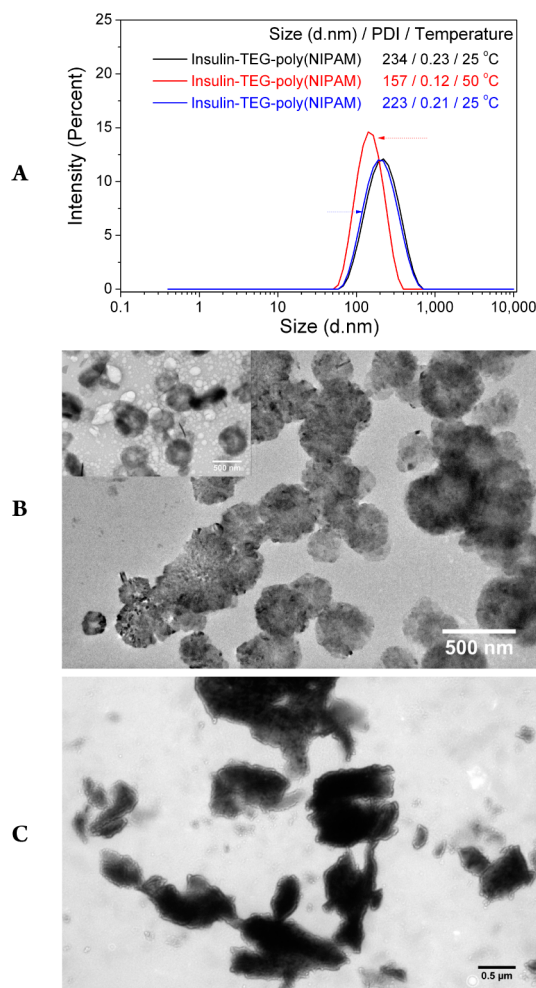 A
Size (d.nm) / PDI / Temperature
Insulin-TEG-poly(NIPAM) 234 / 0.23 / 25 °C
Insulin-TEG-poly(NIPAM) 157 / 0.12 / 50 °C
Insulin-TEG-poly(NIPAM) 223 / 0.21 / 25 °C
Intensity (Percent)
25
20
15
10
5
0
0.1 1 10 100 1,000 10,000
Size (d.nm)
B
500 nm
500 nm
C
0.5 µm